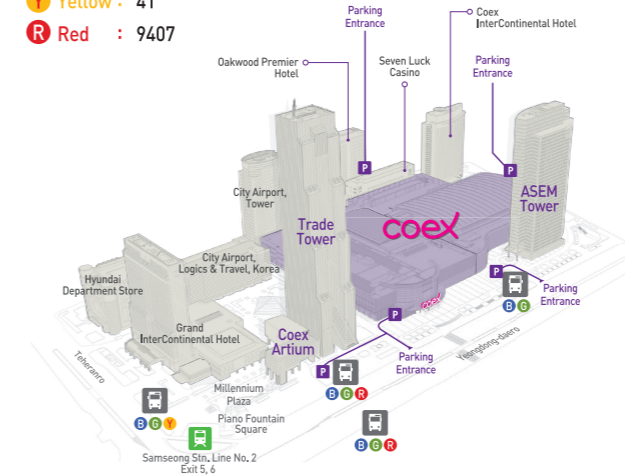 Y Yellow : 41
R Red : 9407
Parking
Entrance
Coex
InterContinental Hotel
Oakwood Premier
Hotel
Seven Luck
Casino
Parking
Entrance
P
P
City Airport,
Tower
ASEM
Tower
Trade
Tower
coex
City Airport,
Logics & Travel, Korea
Hyundai
Department Store
P
Parking
Entrance
B G
coex
Grand
InterContinental Hotel
P
Coex
Artium
Yeongdong-daero
Parking
Entrance
Teheranro
P
Millennium
Plaza
B G R
B G Y
Piano Fountain
Square
B G R
Samseong Stn. Line No. 2
Exit 5, 6